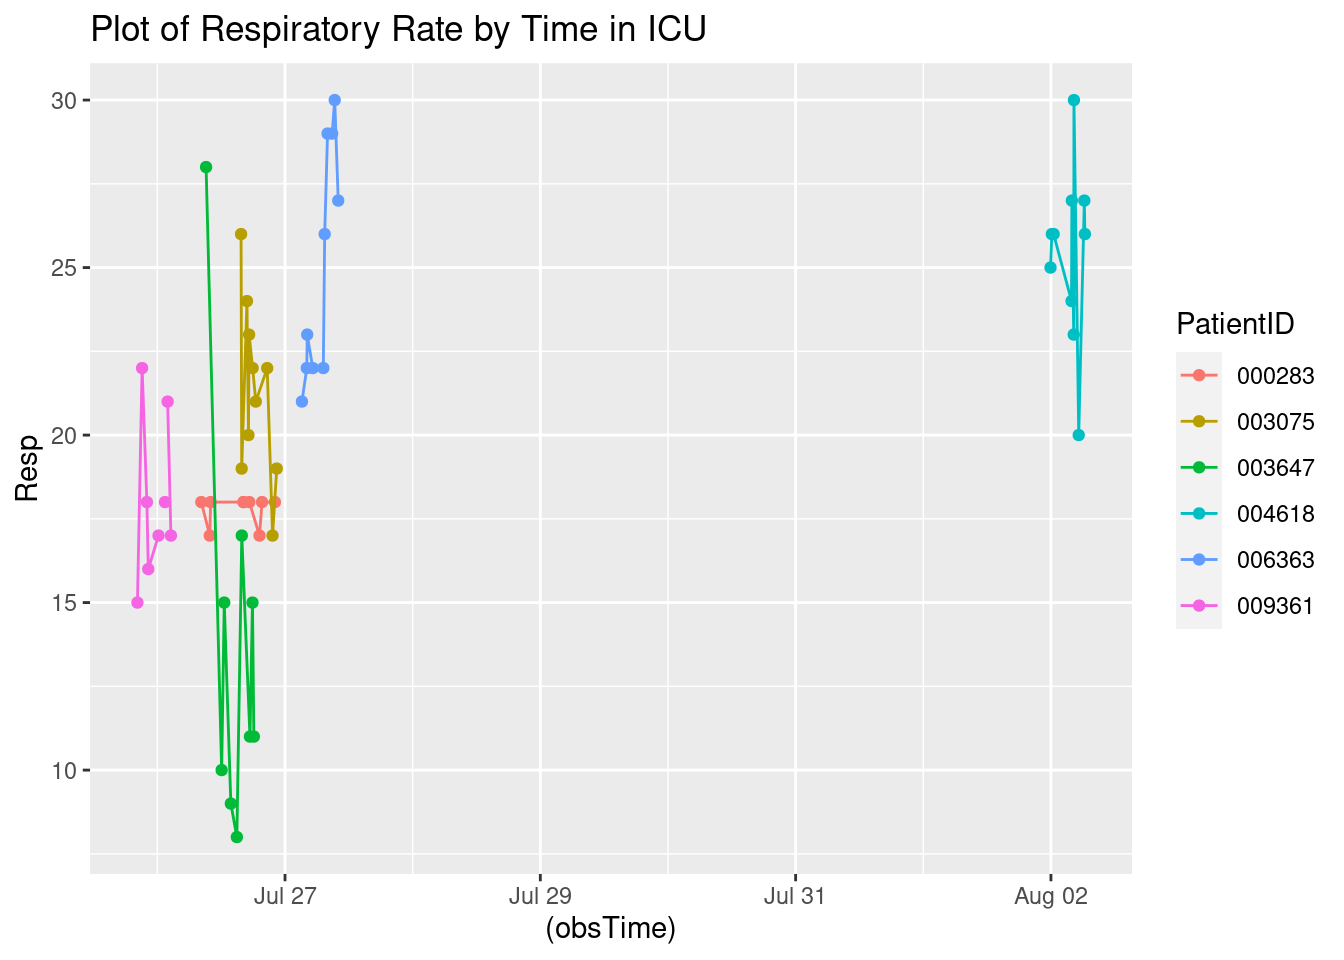 Plot of Respiratory Rate by Time in ICU
30
25
20
15
10
Resp
Jul 27
Jul 29
Jul 31
Aug 02
(obsTime)
PatientID
000283
003075
003647
004618
006363
009361